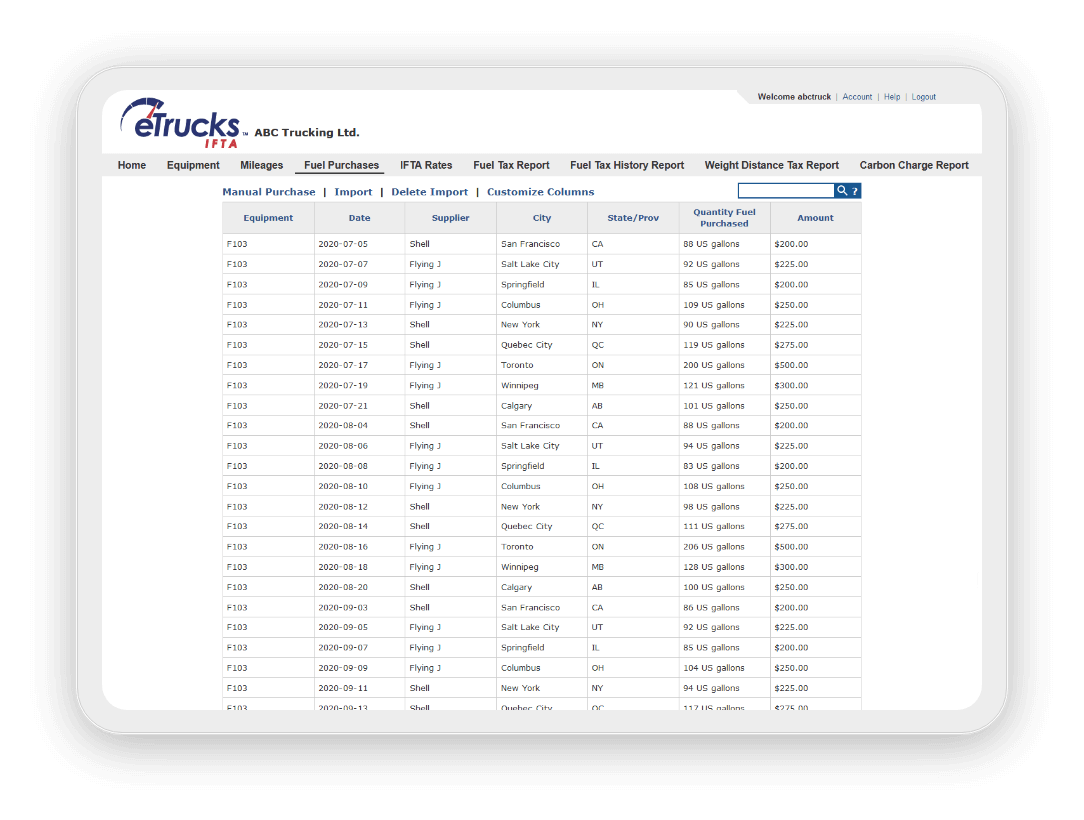 Welcome abctruck | Account | Help | Logout
eTrucks ™ ABC Trucking Ltd.
IFTA
Home Equipment Mileages Fuel Purchases IFTA Rates Fuel Tax Report Fuel Tax History Report Weight Distance Tax Report Carbon Charge Report
Manual Purchase | Import | Delete Import | Customize Columns ?
Equipment Date Supplier City State/Prov Quantity Fuel Purchased Amount
F103 2020-07-05 Shell San Francisco CA 88 US gallons $200.00
F103 2020-07-07 Flying J Salt Lake City UT 92 US gallons $225.00
F103 2020-07-09 Flying J Springfield IL 85 US gallons $200.00
F103 2020-07-11 Flying J Columbus OH 109 US gallons $250.00
F103 2020-07-13 Shell New York NY 90 US gallons $225.00
F103 2020-07-15 Shell Quebec City QC 119 US gallons $275.00
F103 2020-07-17 Flying J Toronto ON 200 US gallons $500.00
F103 2020-07-19 Flying J Winnipeg MB 121 US gallons $300.00
F103 2020-07-21 Shell Calgary AB 101 US gallons $250.00
F103 2020-08-04 Shell San Francisco CA 88 US gallons $200.00
F103 2020-08-06 Flying J Salt Lake City UT 94 US gallons $225.00
F103 2020-08-08 Flying J Springfield IL 83 US gallons $200.00
F103 2020-08-10 Flying J Columbus OH 108 US gallons $250.00
F103 2020-08-12 Shell New York NY 98 US gallons $225.00
F103 2020-08-14 Shell Quebec City QC 111 US gallons $275.00
F103 2020-08-16 Flying J Toronto ON 206 US gallons $500.00
F103 2020-08-18 Flying J Winnipeg MB 128 US gallons $300.00
F103 2020-08-20 Shell Calgary AB 100 US gallons $250.00
F103 2020-09-03 Shell San Francisco CA 86 US gallons $200.00
F103 2020-09-05 Flying J Salt Lake City UT 92 US gallons $225.00
F103 2020-09-07 Flying J Springfield IL 85 US gallons $200.00
F103 2020-09-09 Flying J Columbus OH 104 US gallons $250.00
F103 2020-09-11 Shell New York NY 94 US gallons $225.00
F103 2020-09-13 Shell Quebec City QC 117 US gallons $275.00